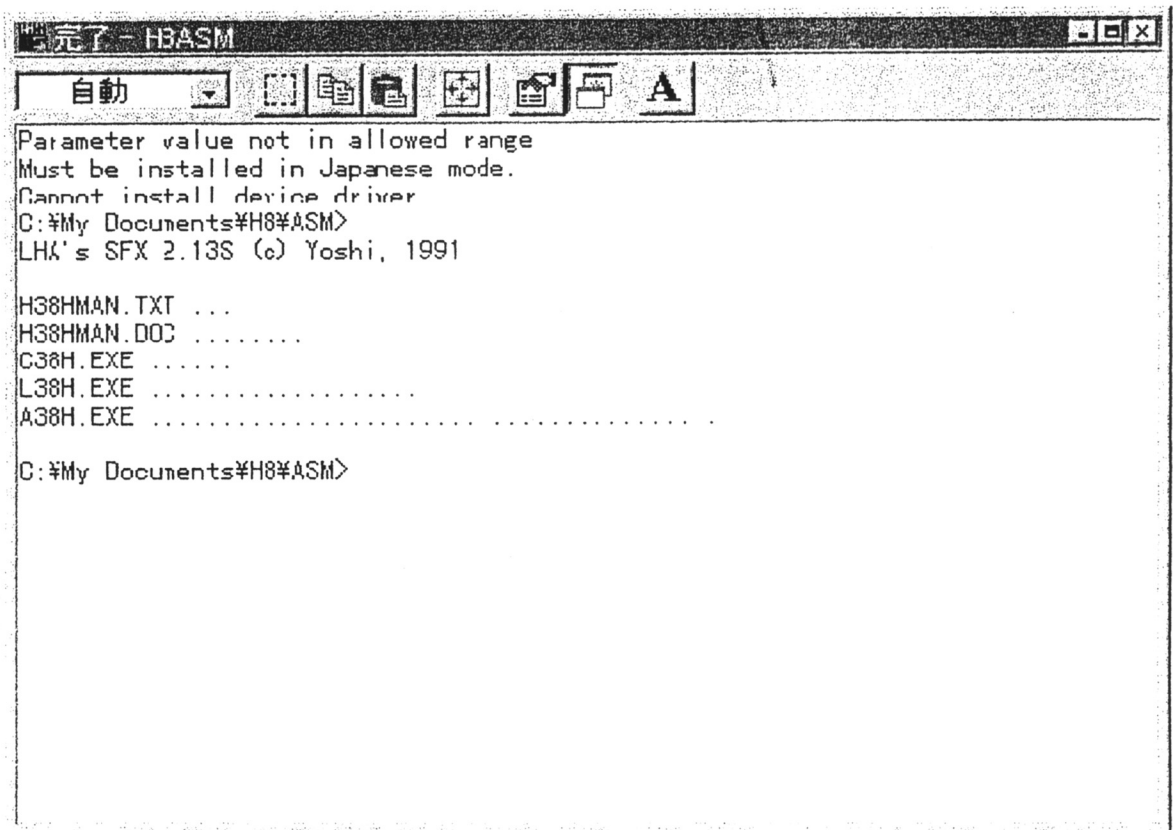 完了 - H8ASM
自動
A
Parameter value not in allowed range
Must be installed in Japanese mode.
Cannot install device driver
C:¥My Documents¥H8¥ASM>
LHA's SFX 2.13S (c) Yoshi, 1991
H38HMAN.TXT ...
H38HMAN.DOC ........
C38H.EXE ......
L38H.EXE ...................
A38H.EXE ....................... ............... .
C:¥My Documents¥H8¥ASM>